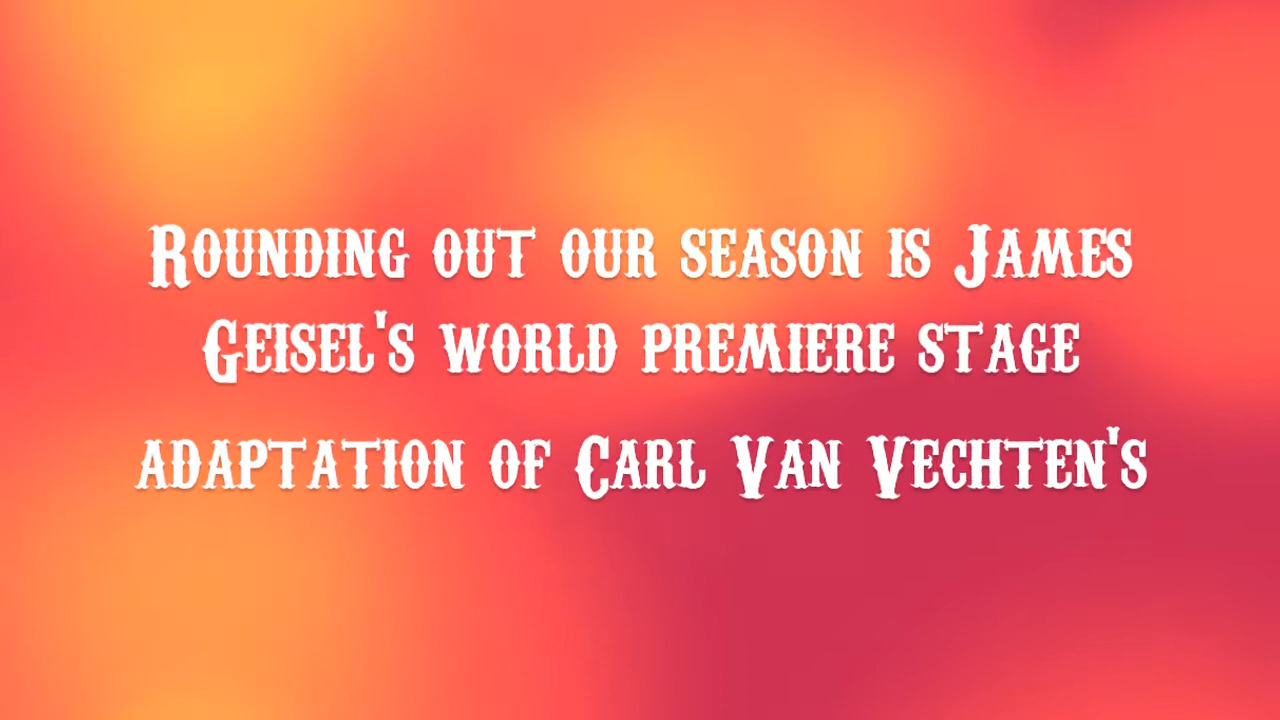 Rounding out our season is James
Geisel's world premiere stage
adaptation of Carl Van Vechten's